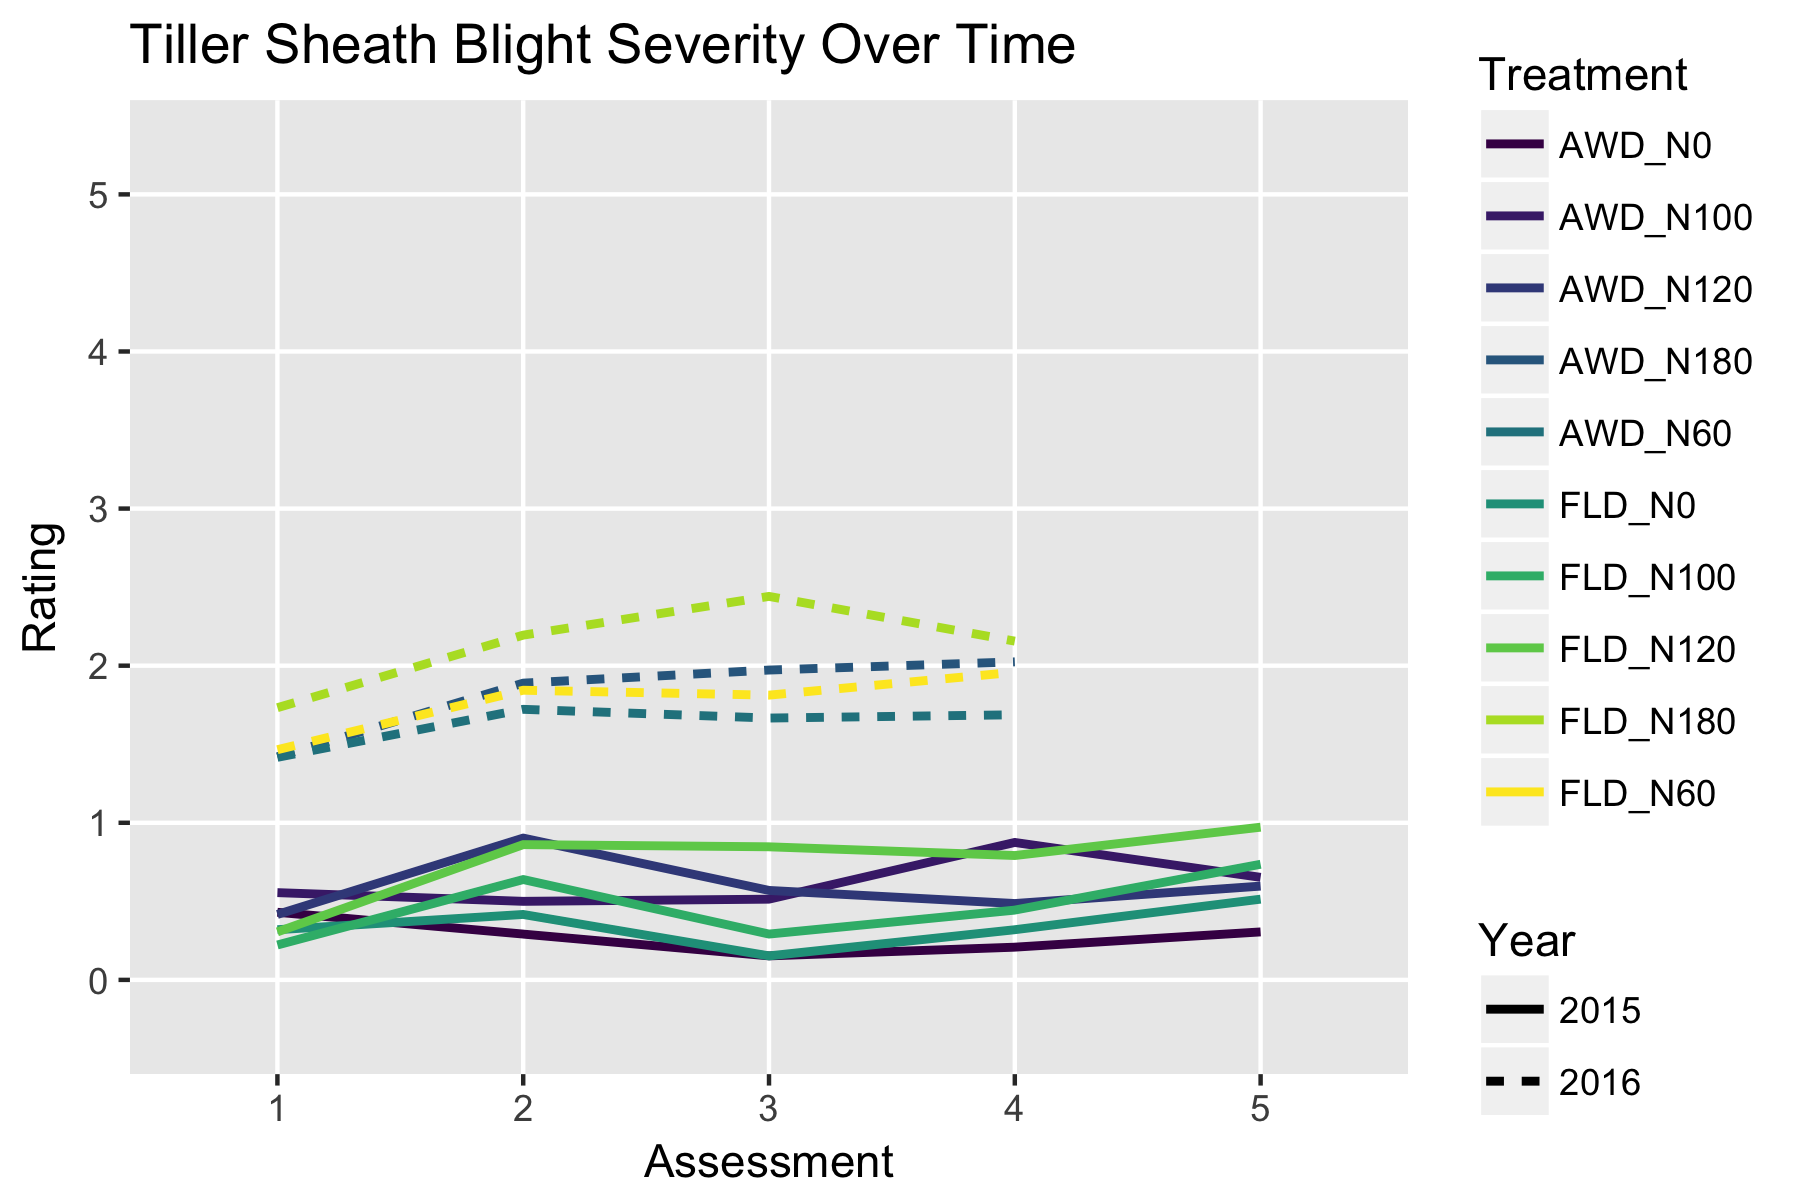 Tiller Sheath Blight Severity Over Time
Rating
5
4
3
2
1
0
1 2 3 4 5
Assessment
Treatment
AWD_N0
AWD_N100
AWD_N120
AWD_N180
AWD_N60
FLD_N0
FLD_N100
FLD_N120
FLD_N180
FLD_N60
Year
2015
2016